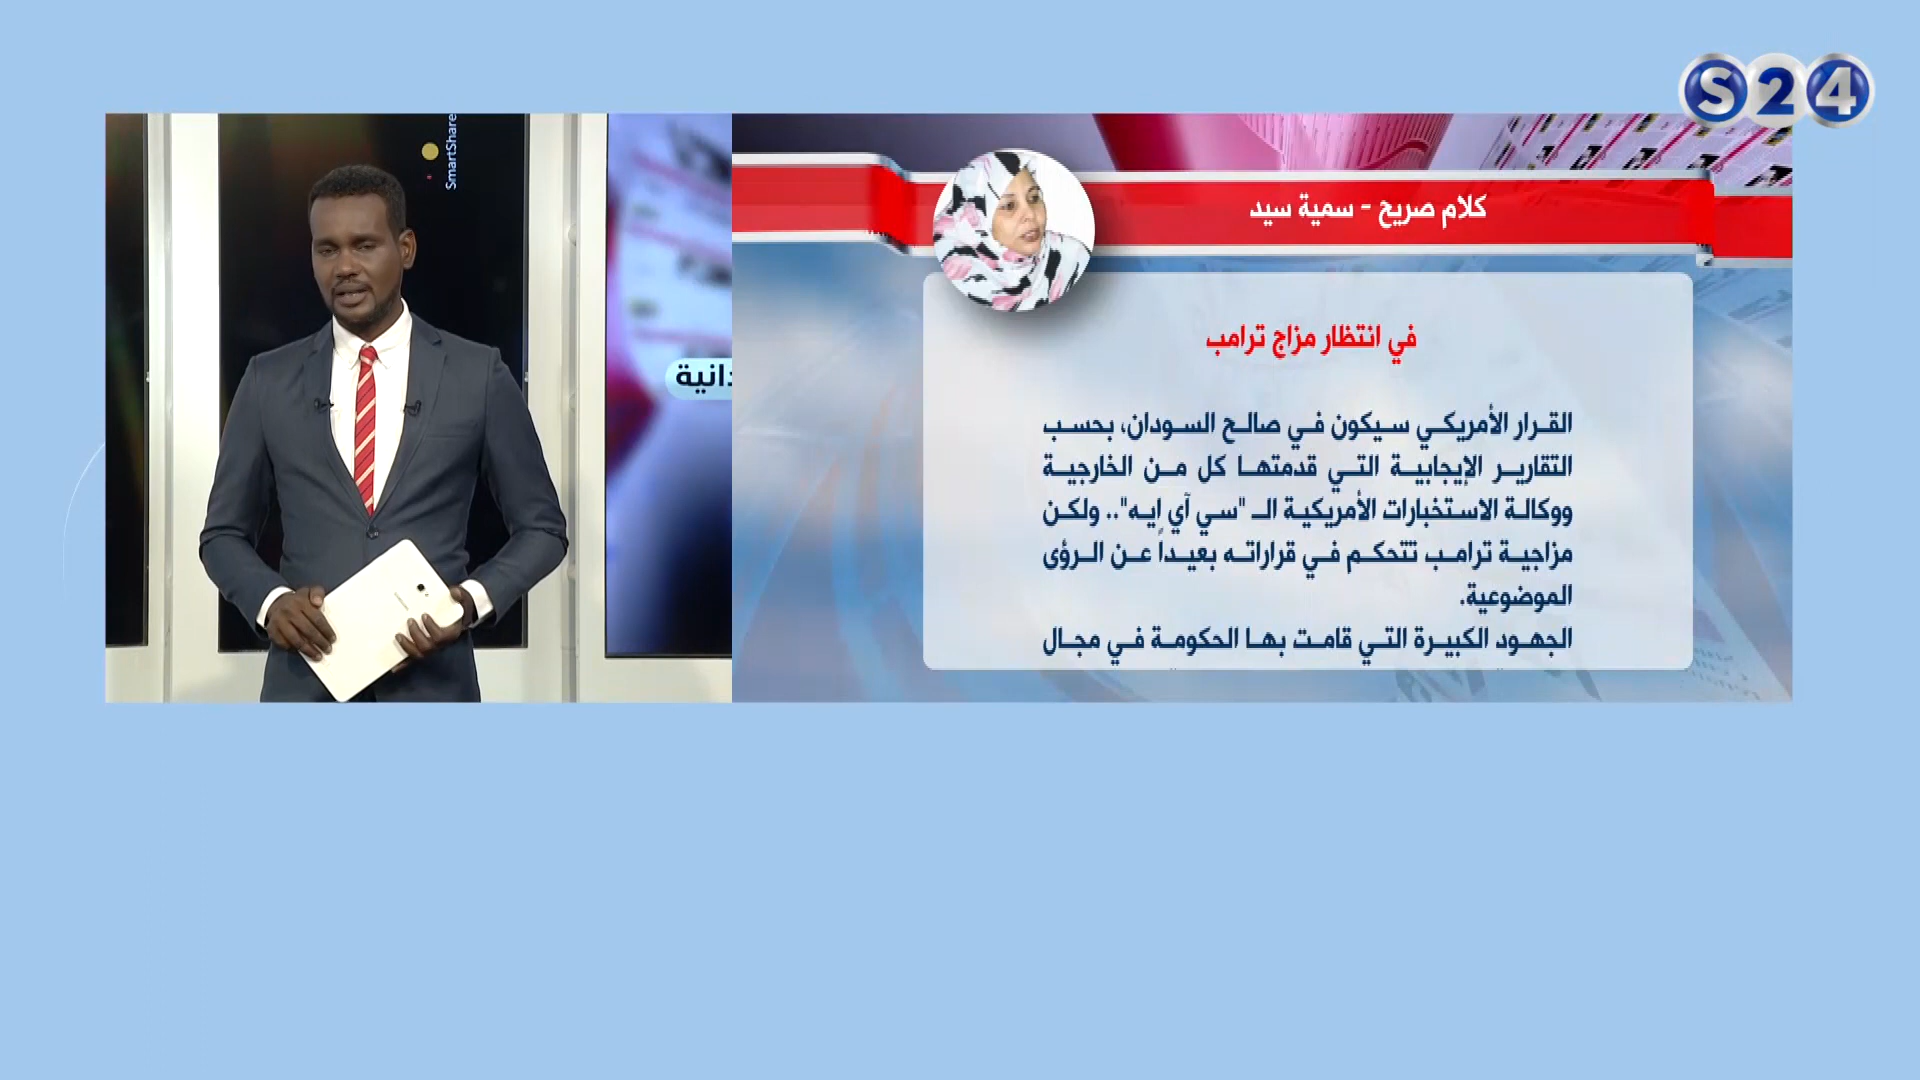 S24
SmartShare
كلام صريح - سمية سيد
في انتظار مزاج ترامب
القرار الأمريكي سيكون في صالح السودان، بحسب
التقارير الإيجابية التي قدمتها كل من الخارجية
ووكالة الاستخبارات الأمريكية الـ "سي آي إيه".. ولكن
مزاجية ترامب تتحكم في قراراته بعيداً عن الرؤى
الموضوعية.
الجهود الكبيرة التي قامت بها الحكومة في مجال